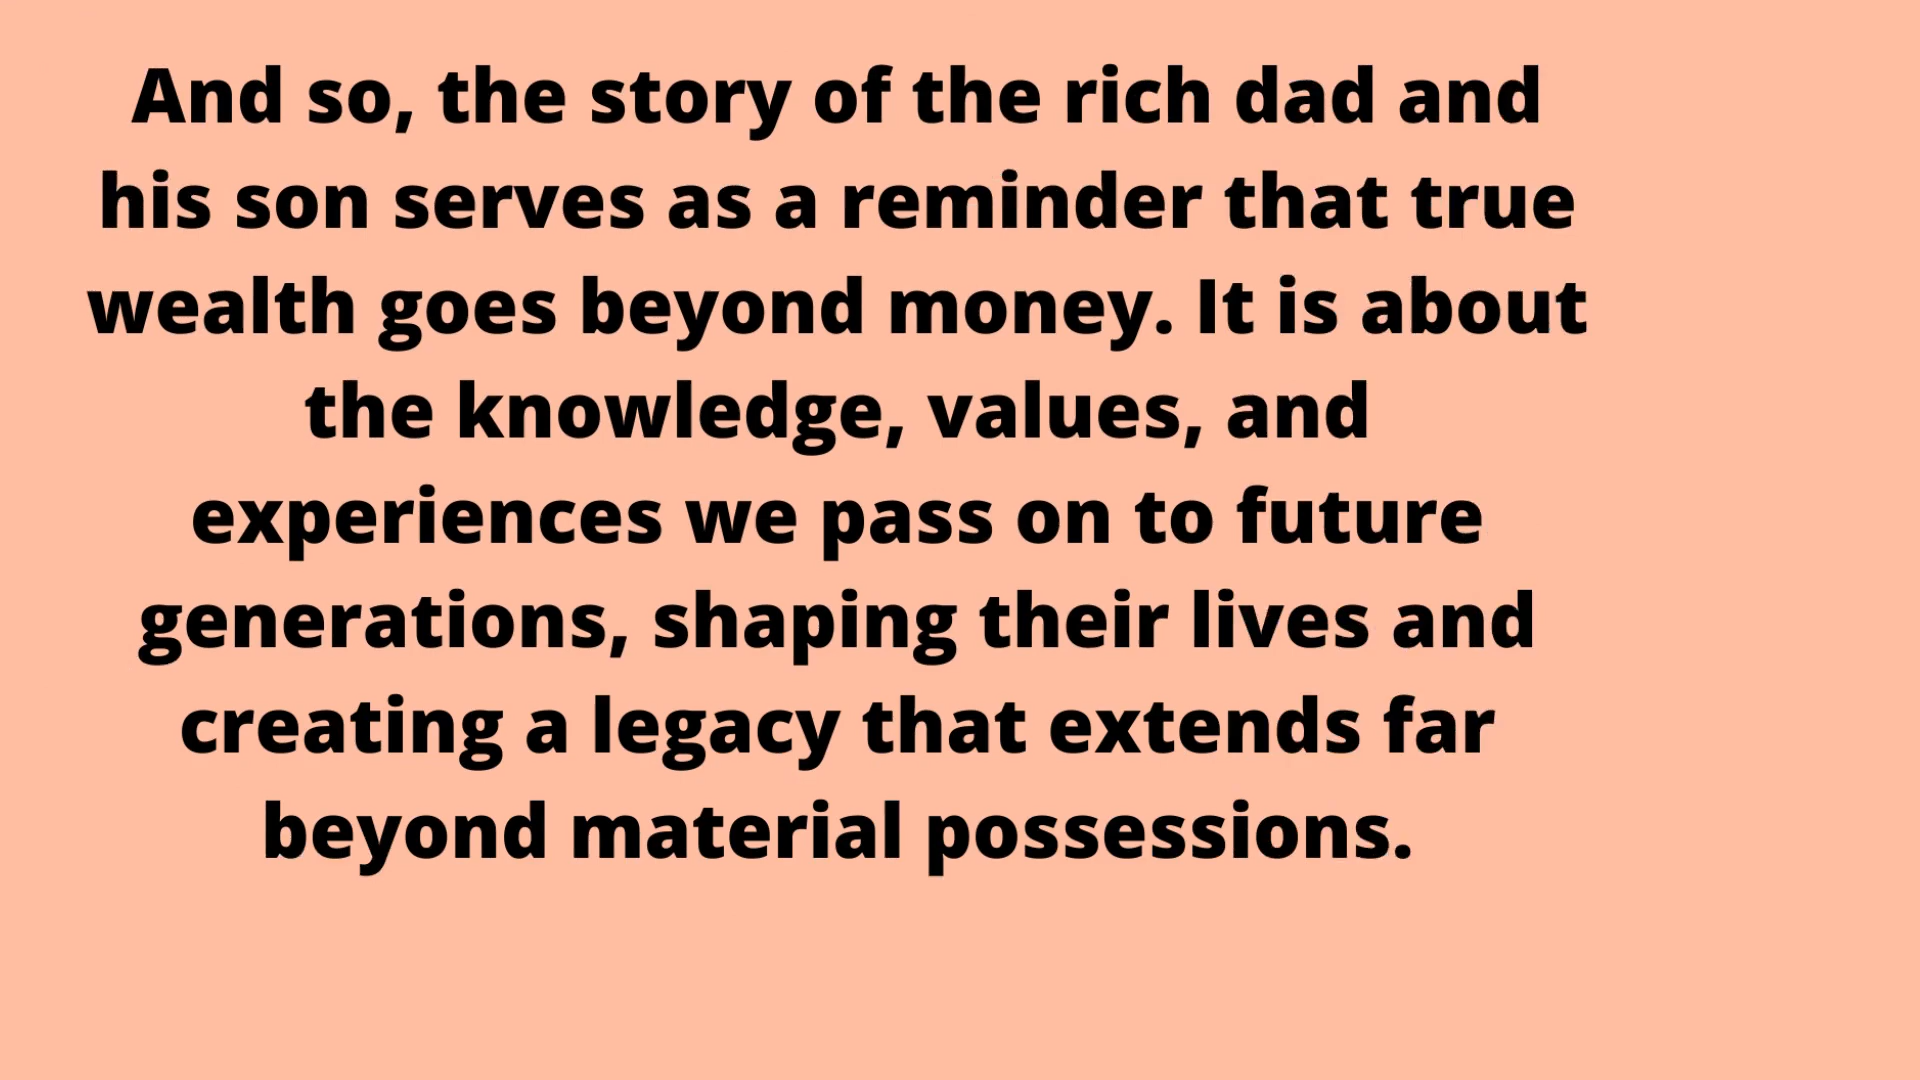 And so, the story of the rich dad and
his son serves as a reminder that true
wealth goes beyond money. It is about
the knowledge, values, and
experiences we pass on to future
generations, shaping their lives and
creating a legacy that extends far
beyond material possessions.